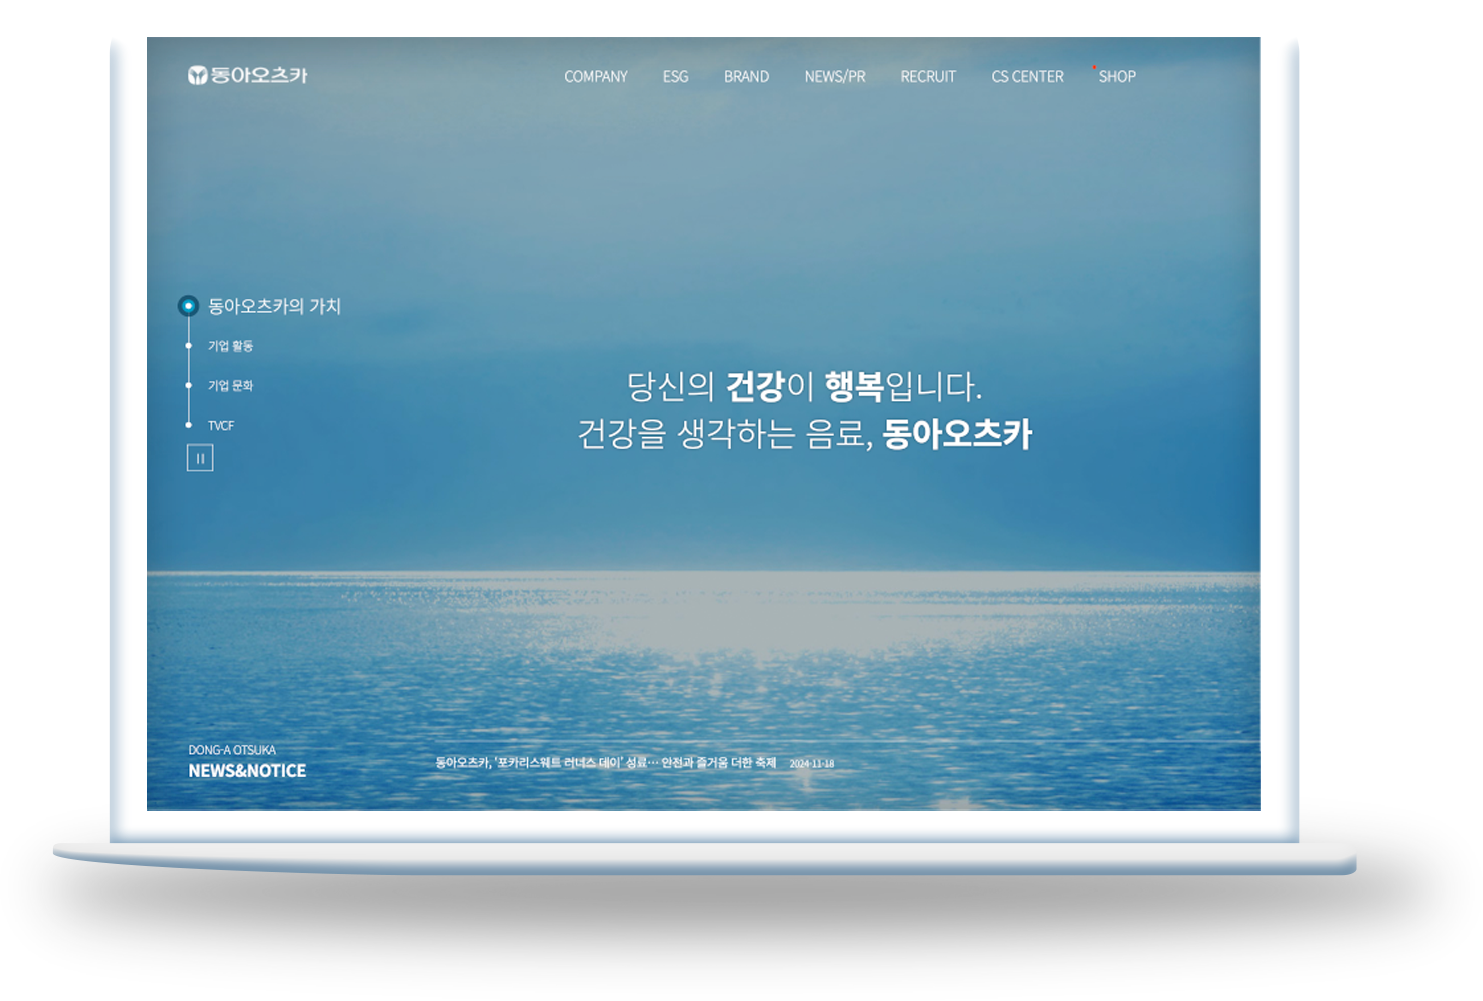 동아오츠카
COMPANY ESG BRAND NEWS/PR RECRUIT CS CENTER SHOP
동아오츠카의 가치
기업 활동
기업 문화
TVCF
당신의 건강이 행복입니다.
건강을 생각하는 음료, 동아오츠카
DONG-A OTSUKA
NEWS&NOTICE
동아오츠카, '포카리스웨트 러너스 데이' 성료… 안전과 즐거움 더한 축제 2024-11-18